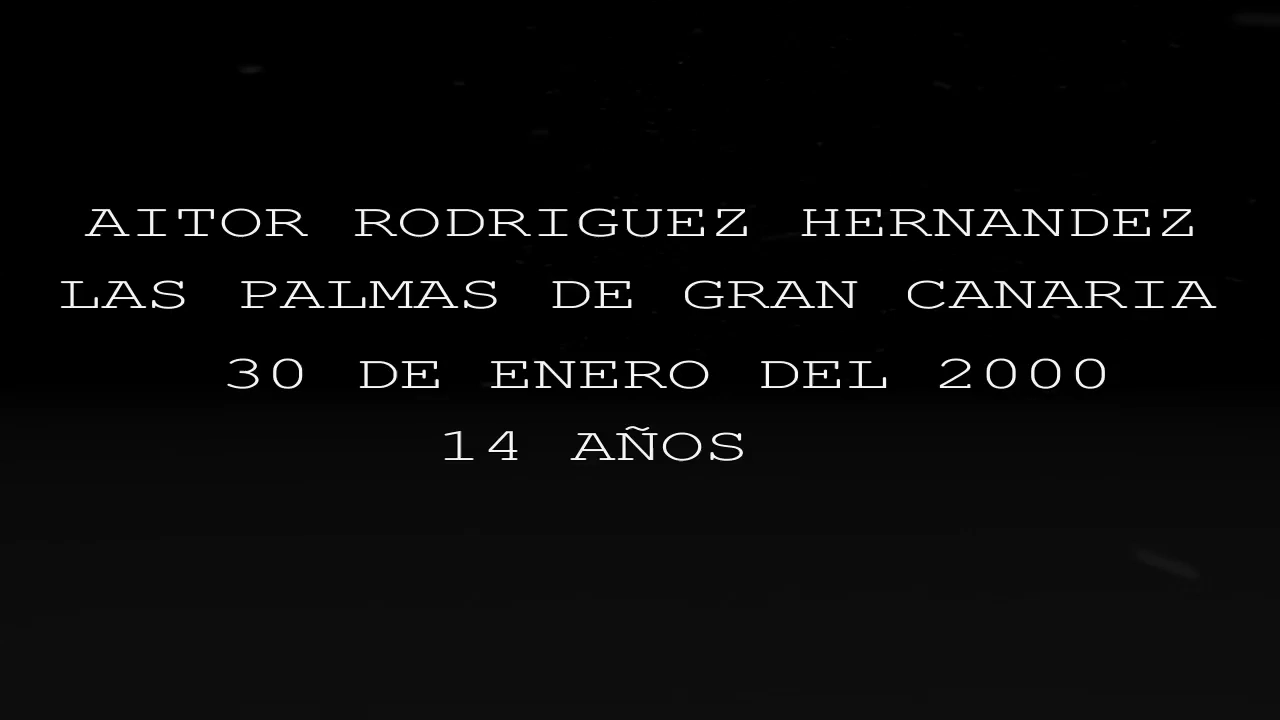 AITOR RODRIGUEZ HERNANDEZ
LAS PALMAS DE GRAN CANARIA
30 DE ENERO DEL 2000
14 AÑOS